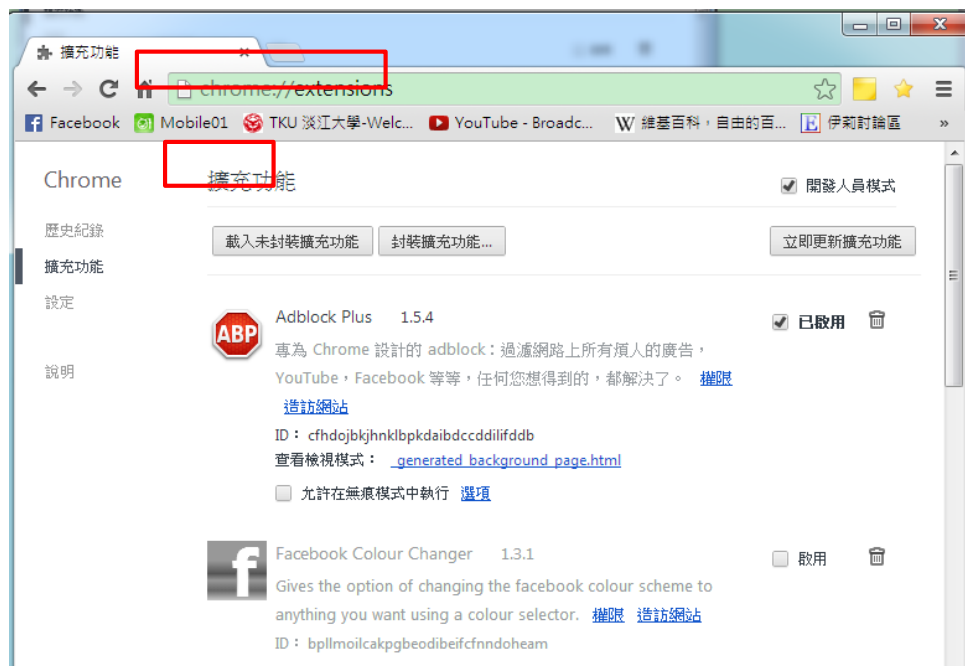 擴充功能
chrome://extensions
Facebook Mobile01 TKU 淡江大學-Welc... YouTube - Broadc... W 維基百科，自由的百... E 伊莉討論區 »
Chrome 擴充功能 開發人員模式
歷史紀錄
載入未封裝擴充功能 封裝擴充功能... 立即更新擴充功能
擴充功能
設定
說明
ABP
Adblock Plus 1.5.4 已啟用
專為 Chrome 設計的 adblock：過濾網路上所有煩人的廣告，
YouTube，Facebook 等等，任何您想得到的，都解決了。 權限
造訪網站
ID： cfhdojbkjhnklbpkdaibdccddilifddb
查看檢視模式： _generated_background_page.html
允許在無痕模式中執行 選項
Facebook Colour Changer 1.3.1 啟用
Gives the option of changing the facebook colour scheme to
anything you want using a colour selector. 權限 造訪網站
ID： bpllmoilcakpgbeodibeifcfnndoheam